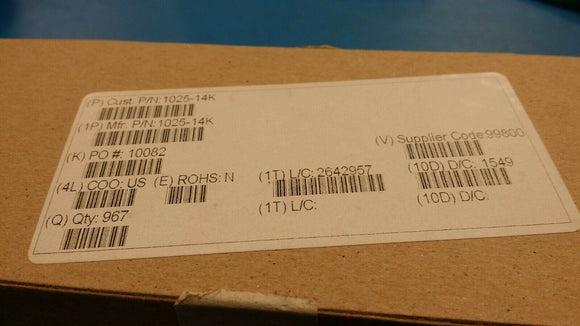 (P) Cust. P/N:1025-14K
(1P) Mfr. P/N:1025-14K
(K) PO #: 10082
(V) Supplier Code:99800
(4L) COO: US (E) ROHS: N (1T) L/C:2642957 (10D) D/C: 1549
(Q) Qty: 967 (1T) L/C: (10D) D/C: